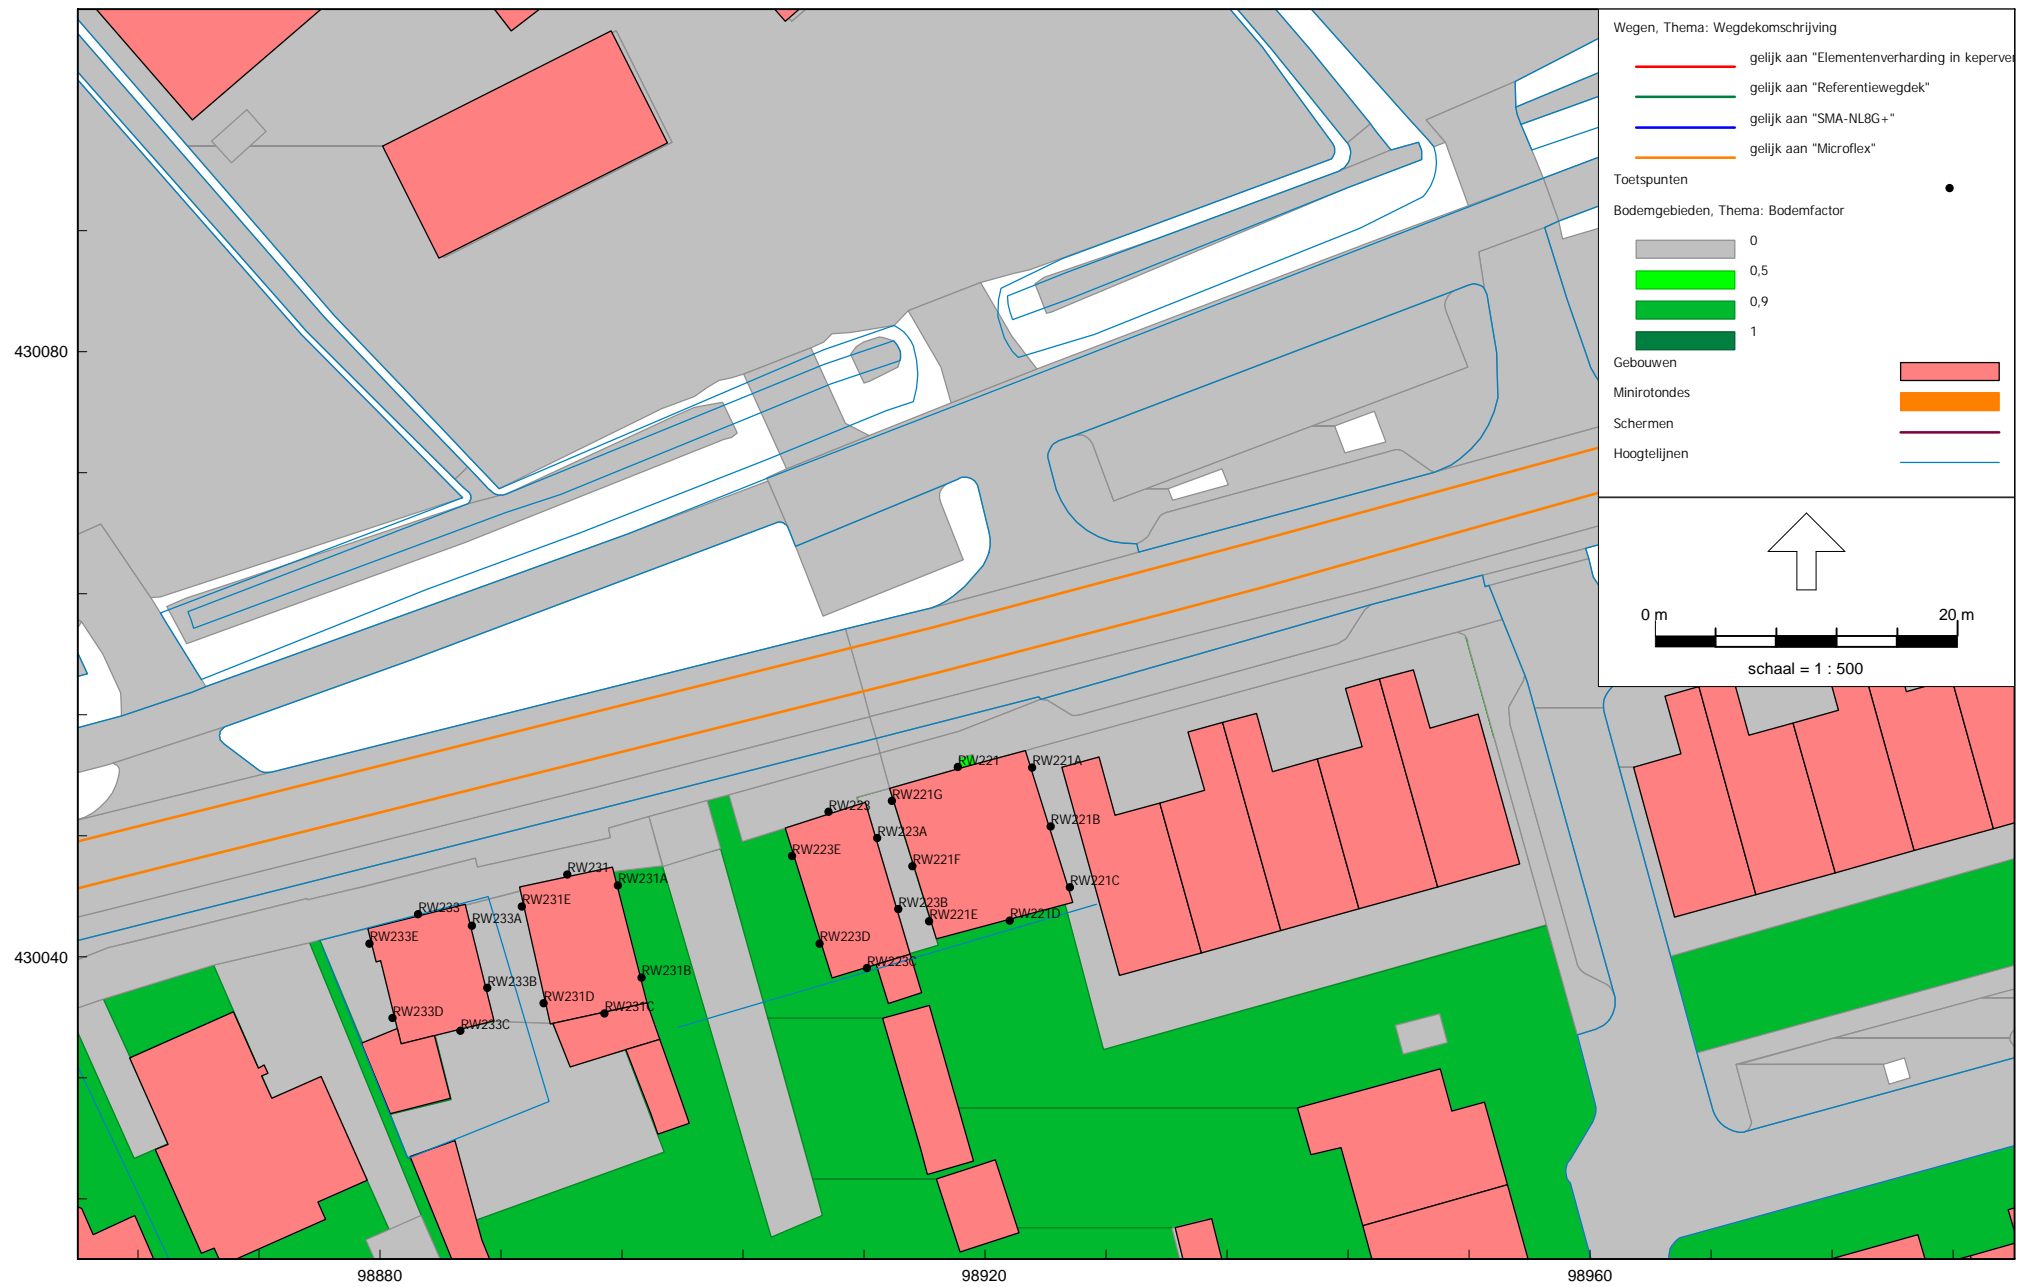 Wegen, Thema: Wegdekomschrijving
gelijk aan "Elementenverharding in keperver
gelijk aan "Referentiewegdek"
gelijk aan "SMA-NL8G+"
gelijk aan "Microflex"
Toetspunten
Bodemgebieden, Thema: Bodemfactor
0
0,5
0,9
1
Gebouwen
Minirotondes
Schermen
Hoogtelijnen
0 m 20 m
schaal = 1 : 500
430080
430040
98880 98920 98960
RW221
RW221A
RW221G
RW223
RW221B
RW223A
RW223E
RW221F
RW231
RW231A
RW221C
RW231E
RW233
RW223B
RW221E
RW221D
RW233A
RW233E
RW223D
RW223C
RW231B
RW233B
RW231D
RW231C
RW233D
RW233C